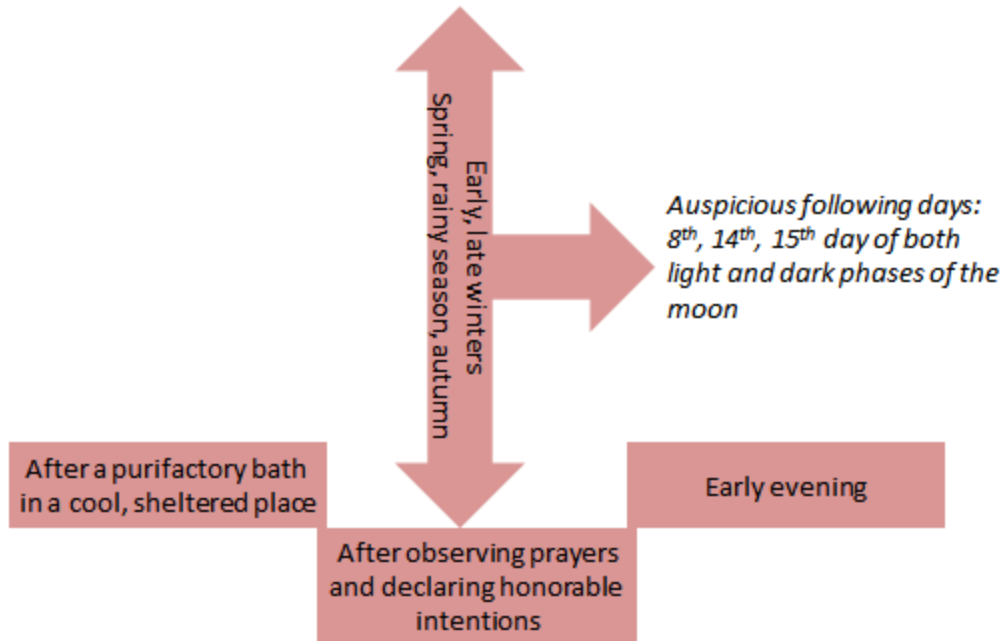 Early, late winters
Spring, rainy season, autumn
Auspicious following days:
8th, 14th, 15th day of both
light and dark phases of the
moon
After a purifactory bath
in a cool, sheltered place
Early evening
After observing prayers
and declaring honorable
intentions